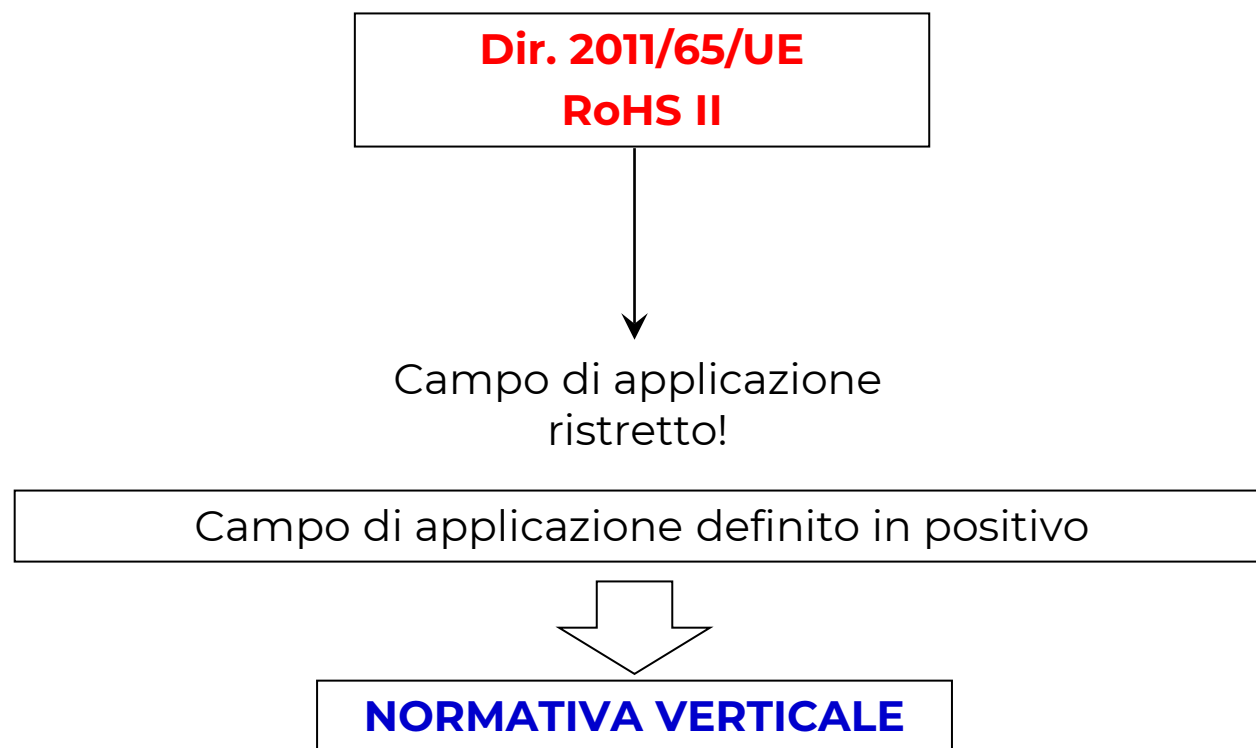 Dir. 2011/65/UE
RoHS II
Campo di applicazione
ristretto!
Campo di applicazione definito in positivo
NORMATIVA VERTICALE